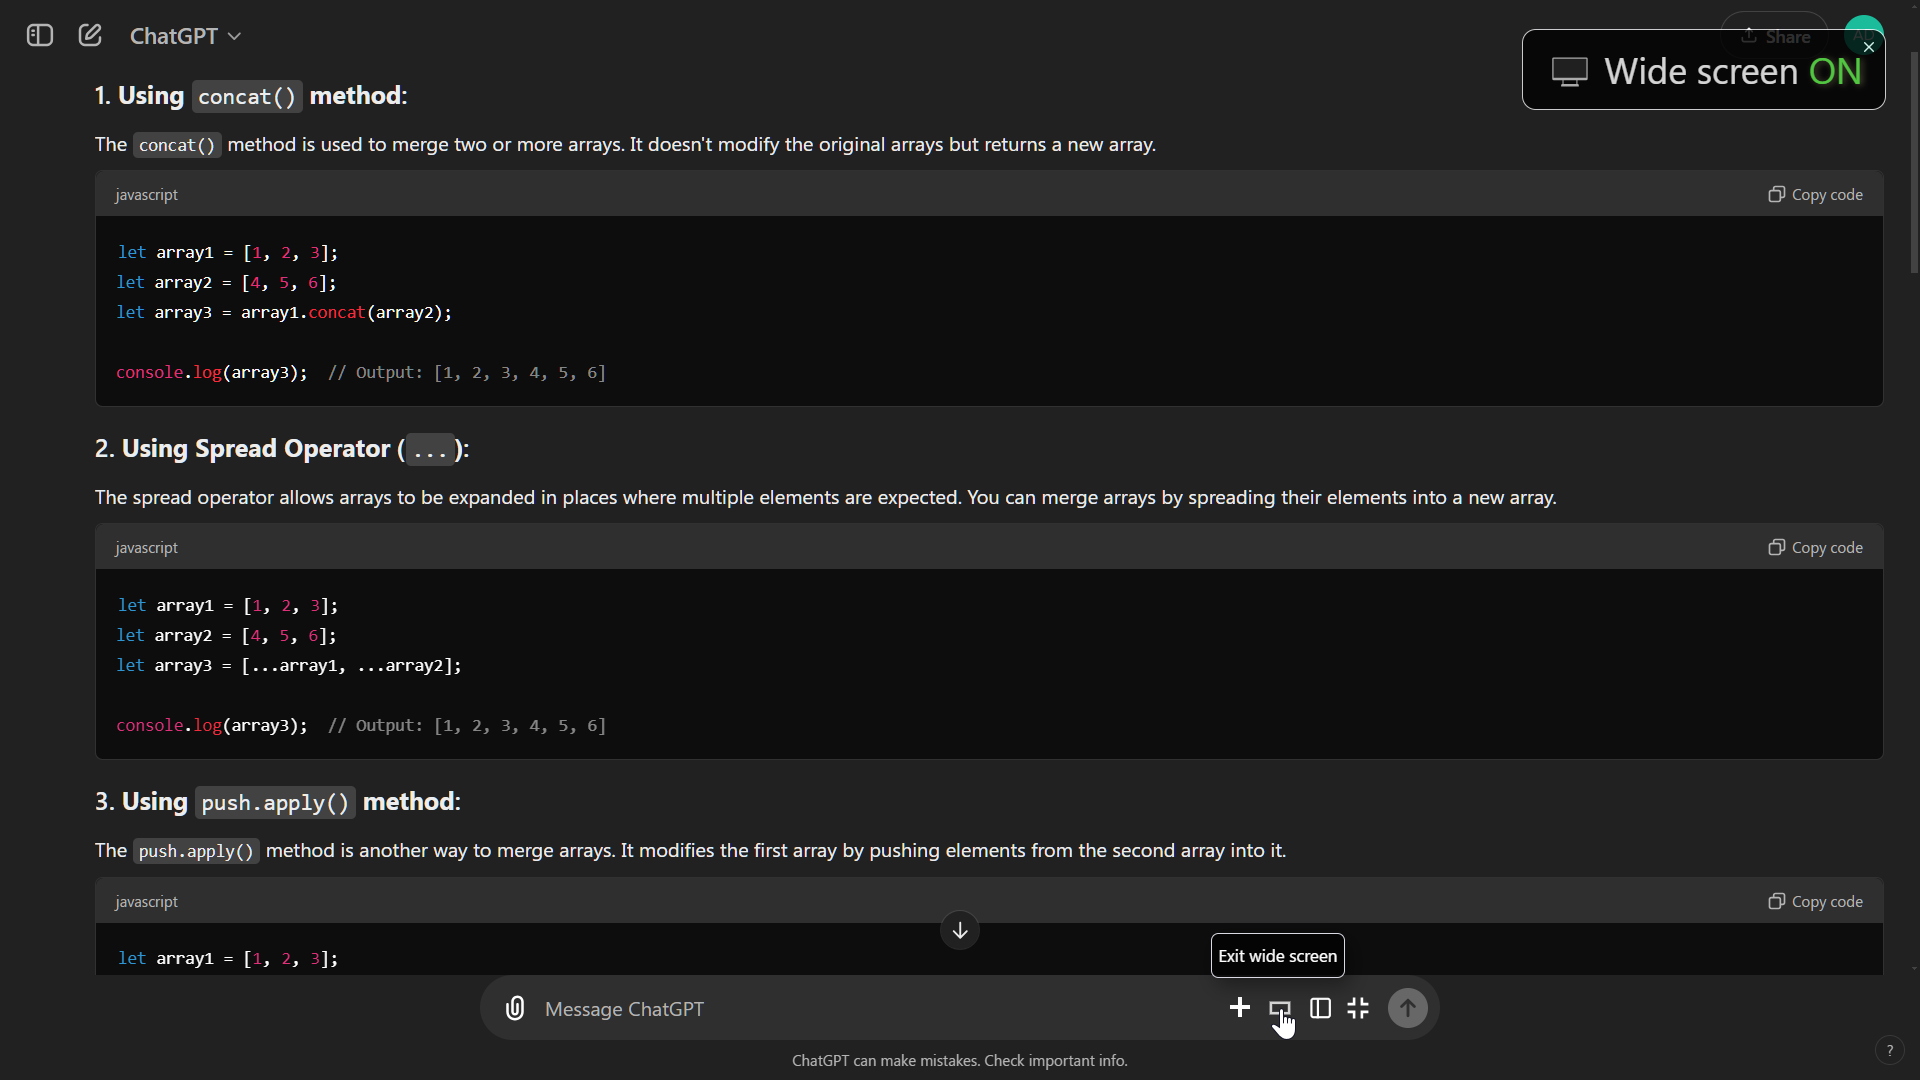 ChatGPT
Share
Wide screen ON
1. Using concat() method:
The concat() method is used to merge two or more arrays. It doesn't modify the original arrays but returns a new array.
javascript
Copy code
let array1 = [1, 2, 3];
let array2 = [4, 5, 6];
let array3 = array1.concat(array2);
console.log(array3);  // Output: [1, 2, 3, 4, 5, 6]
2. Using Spread Operator (...):
The spread operator allows arrays to be expanded in places where multiple elements are expected. You can merge arrays by spreading their elements into a new array.
javascript
Copy code
let array1 = [1, 2, 3];
let array2 = [4, 5, 6];
let array3 = [...array1, ...array2];
console.log(array3);  // Output: [1, 2, 3, 4, 5, 6]
3. Using push.apply() method:
The push.apply() method is another way to merge arrays. It modifies the first array by pushing elements from the second array into it.
javascript
Copy code
let array1 = [1, 2, 3];
Exit wide screen
Message ChatGPT
ChatGPT can make mistakes. Check important info.
?